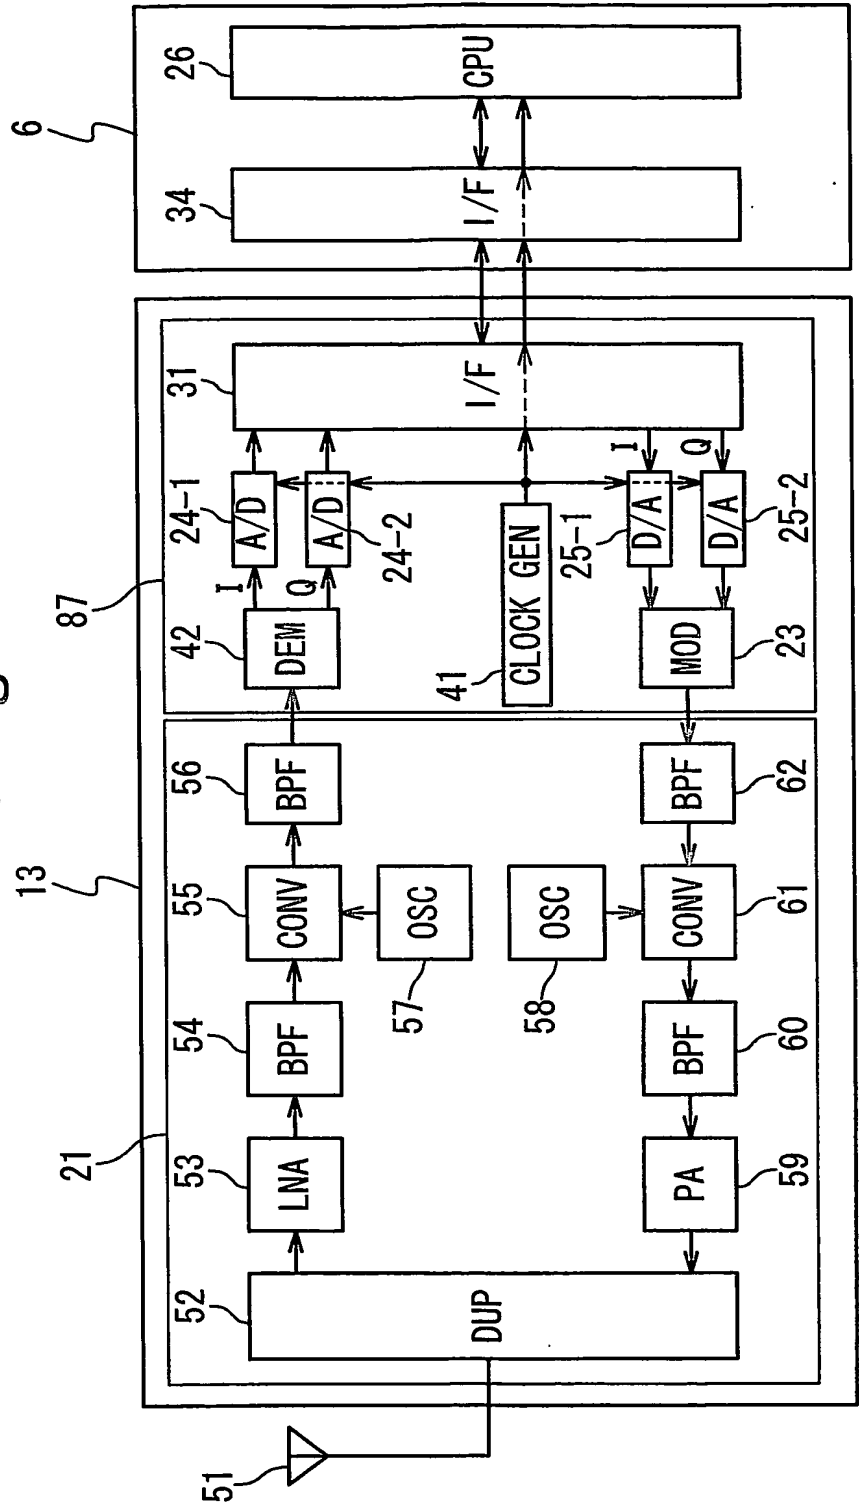 13
6
21
87
51
52
DUP
53
LNA
54
BPF
55
CONV
56
BPF
42
DEM
I
Q
24-1
A/D
A/D
24-2
31
I/F
34
I/F
26
CPU
57
OSC
58
OSC
41
CLOCK GEN
59
PA
60
BPF
61
CONV
62
BPF
23
MOD
25-1
D/A
D/A
25-2
I
Q